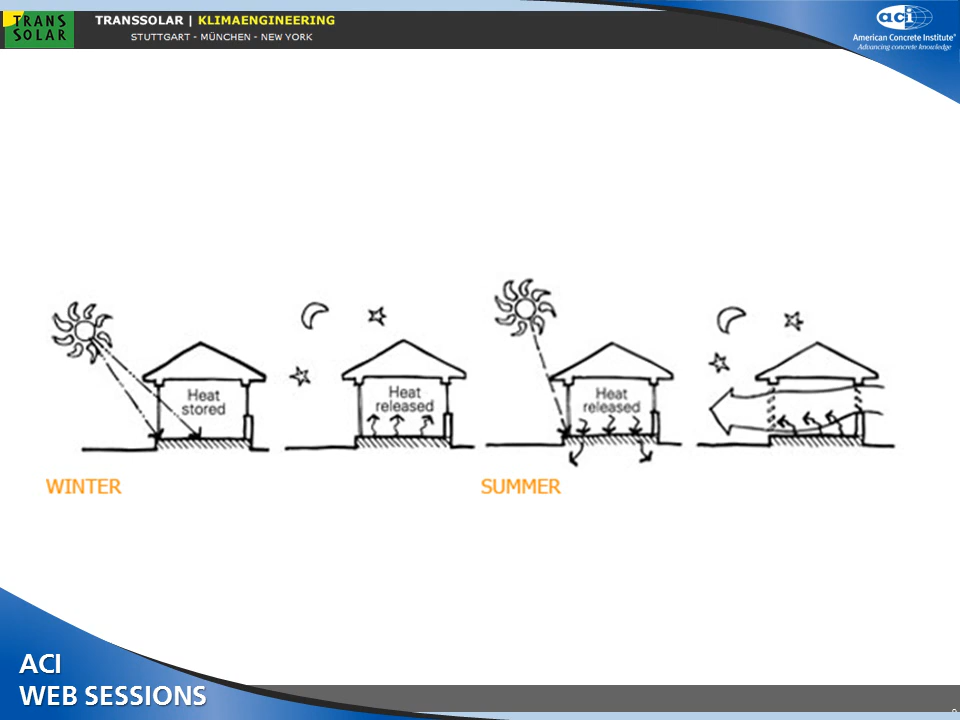 TRANS
SOLAR
TRANSSOLAR | KLIMAENGINEERING
STUTTGART - MÜNCHEN - NEW YORK
aci
American Concrete Institute®
Advancing concrete knowledge
Heat
stored
Heat
released
Heat
released
WINTER
SUMMER
ACI
WEB SESSIONS